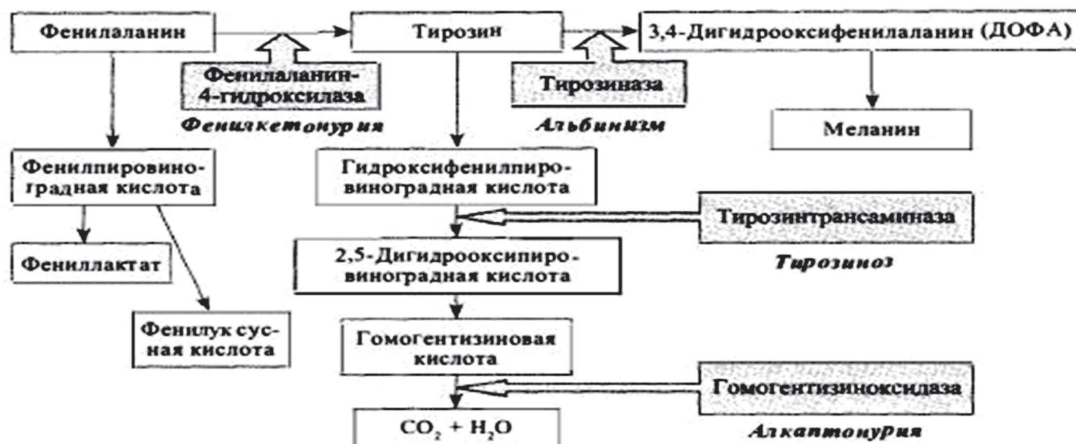 Фенилаланин
Тирозин
3,4-Дигидрооксифенилаланин (ДОФА)
Фенилаланин-
4-гидроксилаза
Фенилкетонурия
Тирозиназа
Альбинизм
Меланин
Фенилпировино-
градная кислота
Гидроксифенилпиро-
виноградная кислота
Тирозинтрансаминаза
Тирозиноз
Фениллактат
2,5-Дигидрооксипиро-
виноградная кислота
Фенилук сус-
ная кислота
Гомогентизиновая
кислота
Гомогентизиноксидаза
Алкаптонурия
CO₂ + H₂O